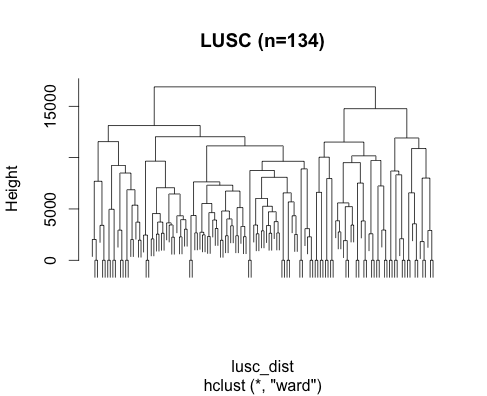 LUSC (n=134)
Height
15000
5000
0
lusc_dist
hclust (*, "ward")